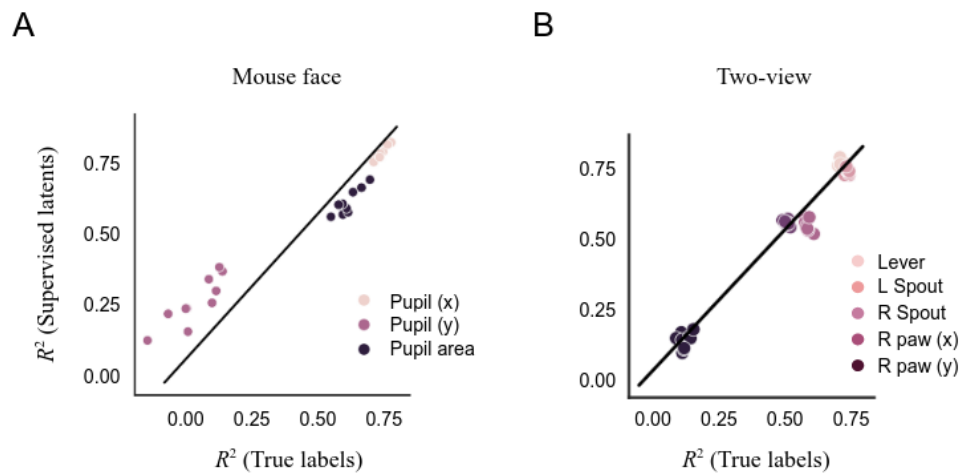 A
Mouse face
R² (Supervised latents)
0.75
0.50
0.25
0.00
0.00 0.25 0.50 0.75
R² (True labels)
Pupil (x)
Pupil (y)
Pupil area
B
Two-view
0.75
0.50
0.25
0.00
0.00 0.25 0.50 0.75
R² (True labels)
Lever
L Spout
R Spout
R paw (x)
R paw (y)